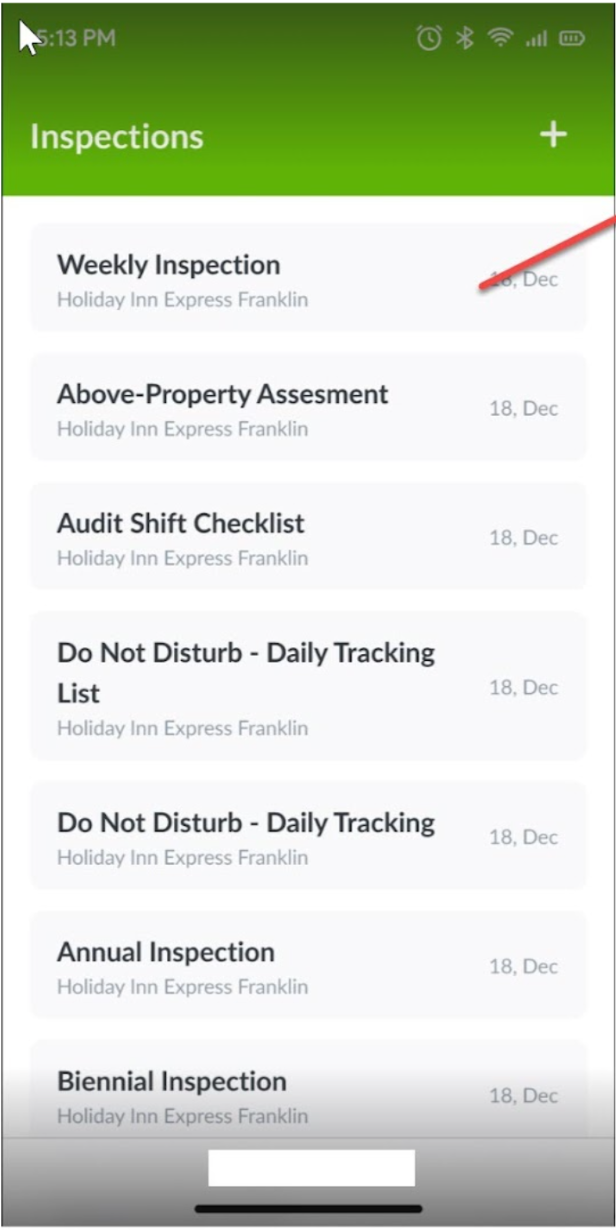 5:13 PM
Inspections
+
Weekly Inspection
Holiday Inn Express Franklin
18, Dec
Above-Property Assesment
Holiday Inn Express Franklin
18, Dec
Audit Shift Checklist
Holiday Inn Express Franklin
18, Dec
Do Not Disturb - Daily Tracking
List
Holiday Inn Express Franklin
18, Dec
Do Not Disturb - Daily Tracking
Holiday Inn Express Franklin
18, Dec
Annual Inspection
Holiday Inn Express Franklin
18, Dec
Biennial Inspection
Holiday Inn Express Franklin
18, Dec